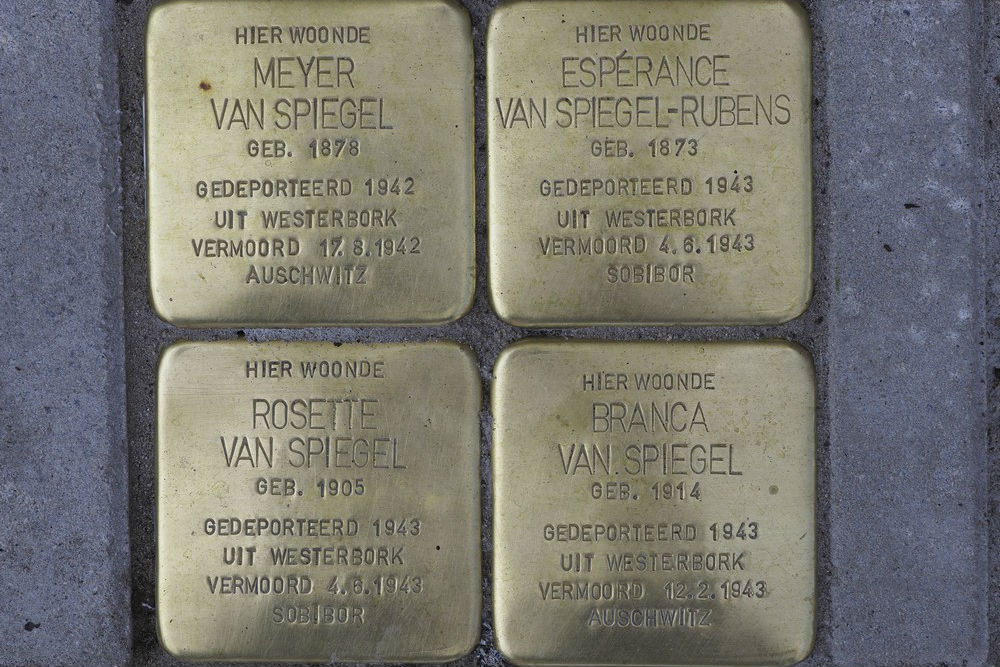 HIER WOONDE
MEYER
VAN SPIEGEL
GEB. 1878
GEDEPORTEERD 1942
UIT WESTERBORK
VERMOORD 17.8.1942
AUSCHWITZ
HIER WOONDE
ESPÉRANCE
VAN SPIEGEL-RUBENS
GEB. 1873
GEDEPORTEERD 1943
UIT WESTERBORK
VERMOORD 4.6.1943
SOBIBOR
HIER WOONDE
ROSETTE
VAN SPIEGEL
GEB. 1905
GEDEPORTEERD 1943
UIT WESTERBORK
VERMOORD 4.6.1943
SOBIBOR
HIER WOONDE
BRANCA
VAN SPIEGEL
GEB. 1914
GEDEPORTEERD 1943
UIT WESTERBORK
VERMOORD 12.2.1943
AUSCHWITZ